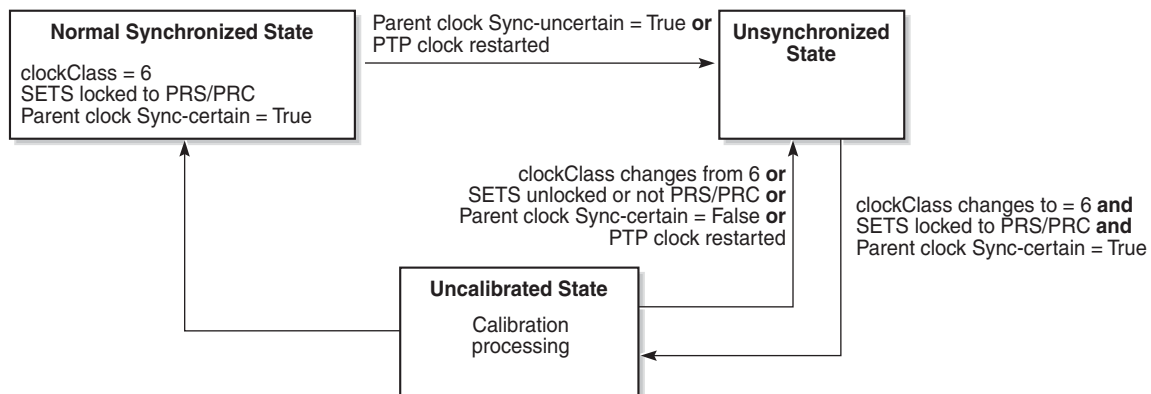 Normal Synchronized State
clockClass = 6
SETS locked to PRS/PRC
Parent clock Sync-certain = True
Parent clock Sync-uncertain = True or
PTP clock restarted
Unsynchronized
State
clockClass changes from 6 or
SETS unlocked or not PRS/PRC or
Parent clock Sync-certain = False or
PTP clock restarted
clockClass changes to = 6 and
SETS locked to PRS/PRC and
Parent clock Sync-certain = True
Uncalibrated State
Calibration
processing